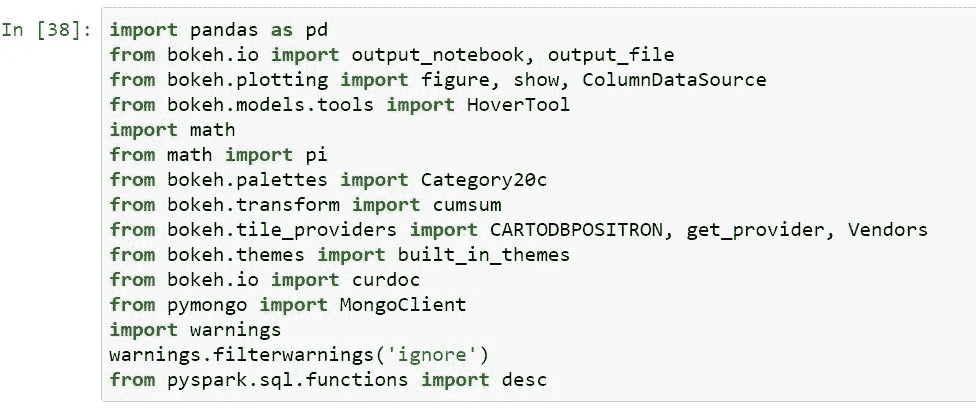 In [38]: import pandas as pd
from bokeh.io import output_notebook, output_file
from bokeh.plotting import figure, show, ColumnDataSource
from bokeh.models.tools import HoverTool
import math
from math import pi
from bokeh.palettes import Category20c
from bokeh.transform import cumsum
from bokeh.tile_providers import CARTODBPOSITRON, get_provider, Vendors
from bokeh.themes import built_in_themes
from bokeh.io import curdoc
from pymongo import MongoClient
import warnings
warnings.filterwarnings('ignore')
from pyspark.sql.functions import desc